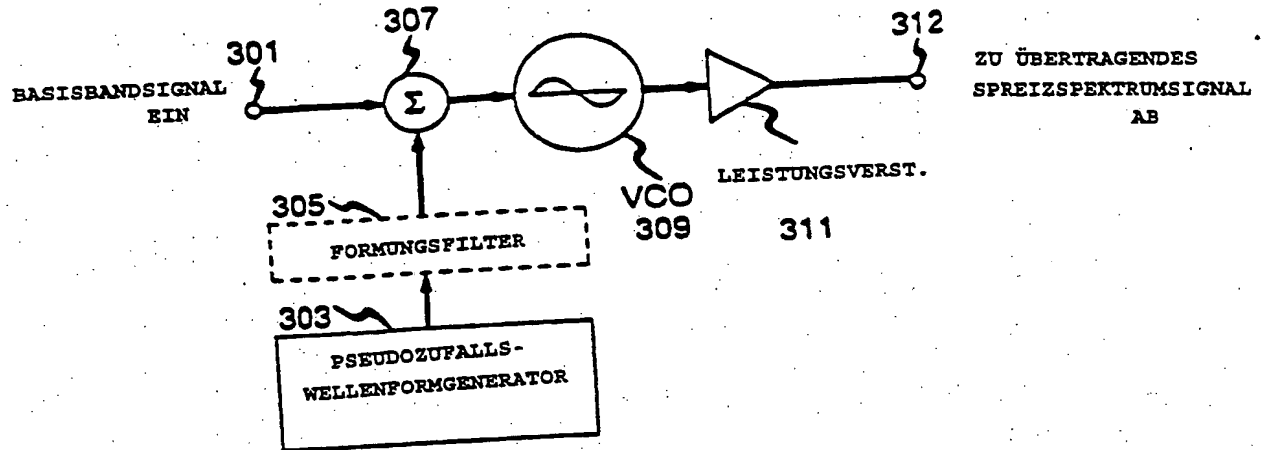 307
312
301
ZU ÜBERTRAGENDES
SPREIZSPEKTRUMSIGNAL
AB
BASISBANDSIGNAL
EIN
Σ
LEISTUNGSVERST.
VCO
309
311
305
FORMUNGSFILTER
303
PSEUDOZUFALLS-
WELLENFORMGENERATOR